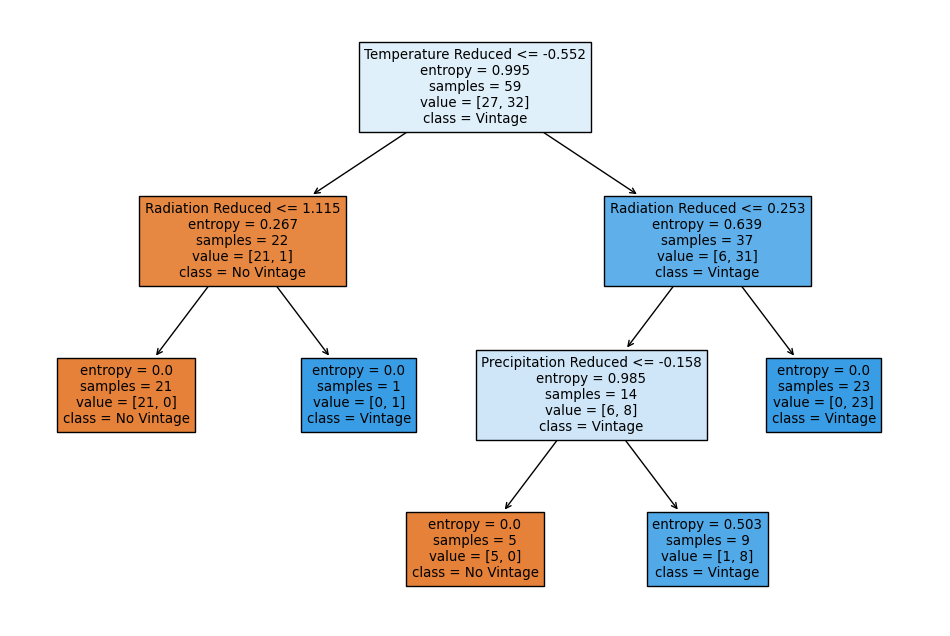 Temperature Reduced <= -0.552
entropy = 0.995
samples = 59
value = [27, 32]
class = Vintage
Radiation Reduced <= 1.115
entropy = 0.267
samples = 22
value = [21, 1]
class = No Vintage
Radiation Reduced <= 0.253
entropy = 0.639
samples = 37
value = [6, 31]
class = Vintage
entropy = 0.0
samples = 21
value = [21, 0]
class = No Vintage
entropy = 0.0
samples = 1
value = [0, 1]
class = Vintage
Precipitation Reduced <= -0.158
entropy = 0.985
samples = 14
value = [6, 8]
class = Vintage
entropy = 0.0
samples = 23
value = [0, 23]
class = Vintage
entropy = 0.0
samples = 5
value = [5, 0]
class = No Vintage
entropy = 0.503
samples = 9
value = [1, 8]
class = Vintage